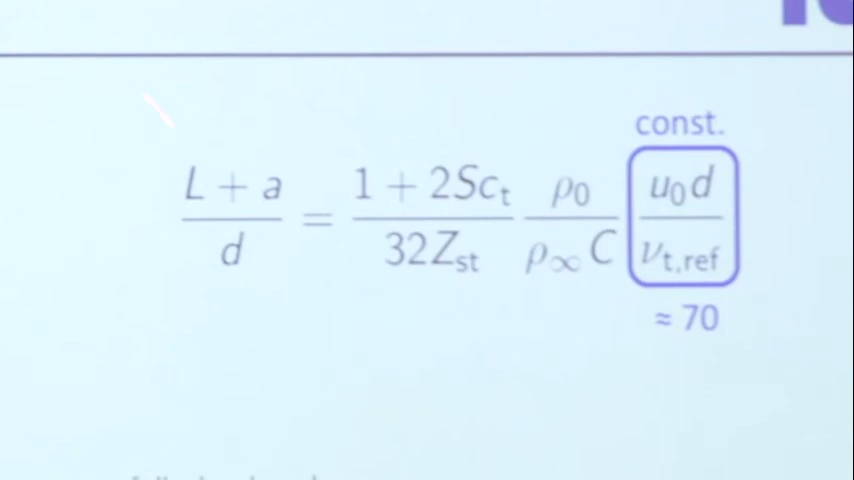 const.
L + a / d = 1 + 2Sc_t / 32Z_st ρ_0 / ρ_∞ C u_0 d / ν_t,ref
≈ 70